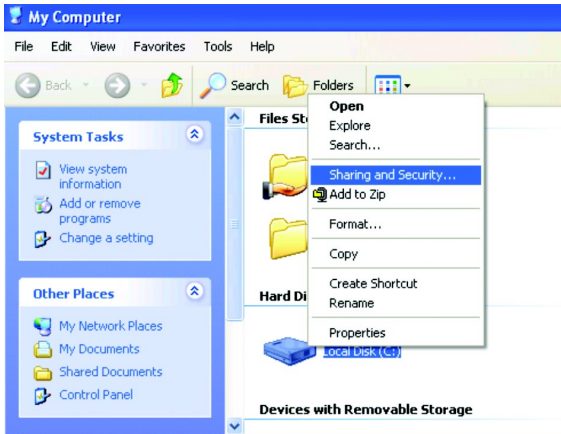 My Computer
File Edit View Favorites Tools Help
Back Search Folders
System Tasks
View system
information
Add or remove
programs
Change a setting
Other Places
My Network Places
My Documents
Shared Documents
Control Panel
Files
Open
Explore
Search...
Sharing and Security...
Add to Zip
Format...
Copy
Create Shortcut
Rename
Properties
Hard
Local Disk (C:)
Devices with Removable Storage